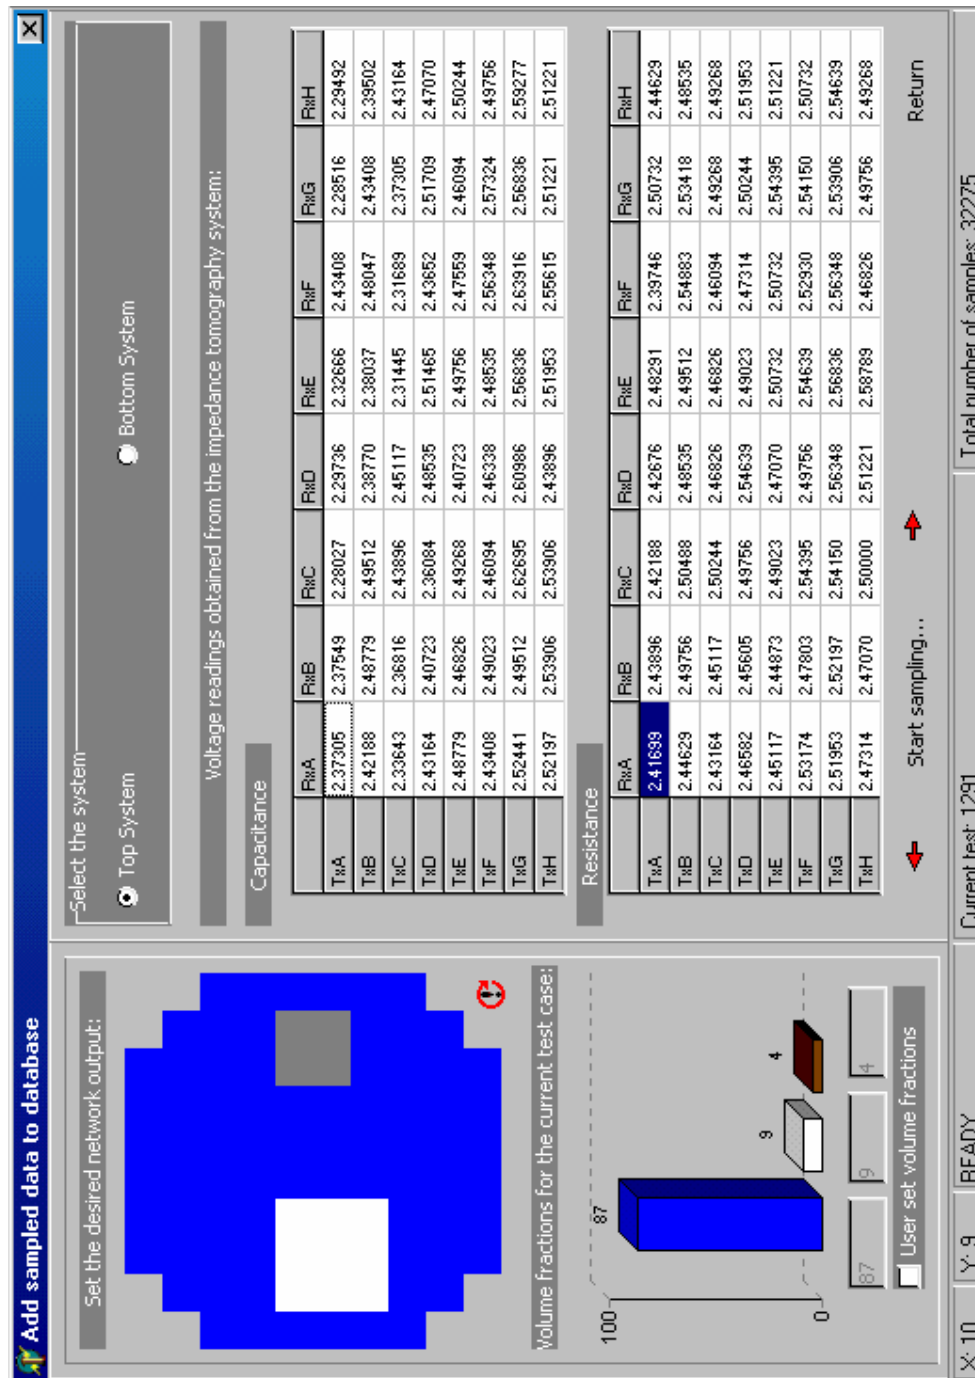 Add sampled data to database
Set the desired network output:
Volume fractions for the current test case:
100
0
87
9
4
87
9
4
User set volume fractions
Select the system
Top System
Bottom System
Voltage readings obtained from the impedance tomography system:
Capacitance
RxA RxB RxC RxD RxE RxF RxG RxH
TxA 2.37305 2.37549 2.28027 2.29736 2.32666 2.43408 2.28516 2.29492
TxB 2.42188 2.48779 2.49512 2.38770 2.38037 2.48047 2.43408 2.39502
TxC 2.33643 2.36816 2.43896 2.45117 2.31445 2.31689 2.37305 2.43164
TxD 2.43164 2.40723 2.36084 2.48535 2.51465 2.43652 2.51709 2.47070
TxE 2.48779 2.46826 2.49268 2.40723 2.49756 2.47559 2.46094 2.50244
TxF 2.43408 2.49023 2.46094 2.46338 2.48535 2.56348 2.57324 2.49756
TxG 2.52441 2.49512 2.62695 2.60986 2.56836 2.63916 2.56836 2.59277
TxH 2.52197 2.53906 2.53906 2.43896 2.51953 2.55615 2.51221 2.51221
Resistance
RxA RxB RxC RxD RxE RxF RxG RxH
TxA 2.41699 2.43896 2.42188 2.42676 2.48291 2.39746 2.50732 2.44629
TxB 2.44629 2.49756 2.50488 2.48535 2.49512 2.54883 2.53418 2.48535
TxC 2.43164 2.45117 2.50244 2.46826 2.46826 2.46094 2.49268 2.49268
TxD 2.46582 2.45605 2.49756 2.54639 2.49023 2.47314 2.50244 2.51953
TxE 2.45117 2.44873 2.49023 2.47070 2.50732 2.50732 2.54395 2.51221
TxF 2.53174 2.47803 2.54395 2.49756 2.54639 2.52930 2.54150 2.50732
TxG 2.51953 2.52197 2.54150 2.56348 2.56836 2.56348 2.53906 2.54639
TxH 2.47314 2.47070 2.50000 2.51221 2.58789 2.46826 2.49756 2.49268
Start sampling...
Return
X: 10
Y: 9
READY
Current test: 1291
Total number of samples: 32275